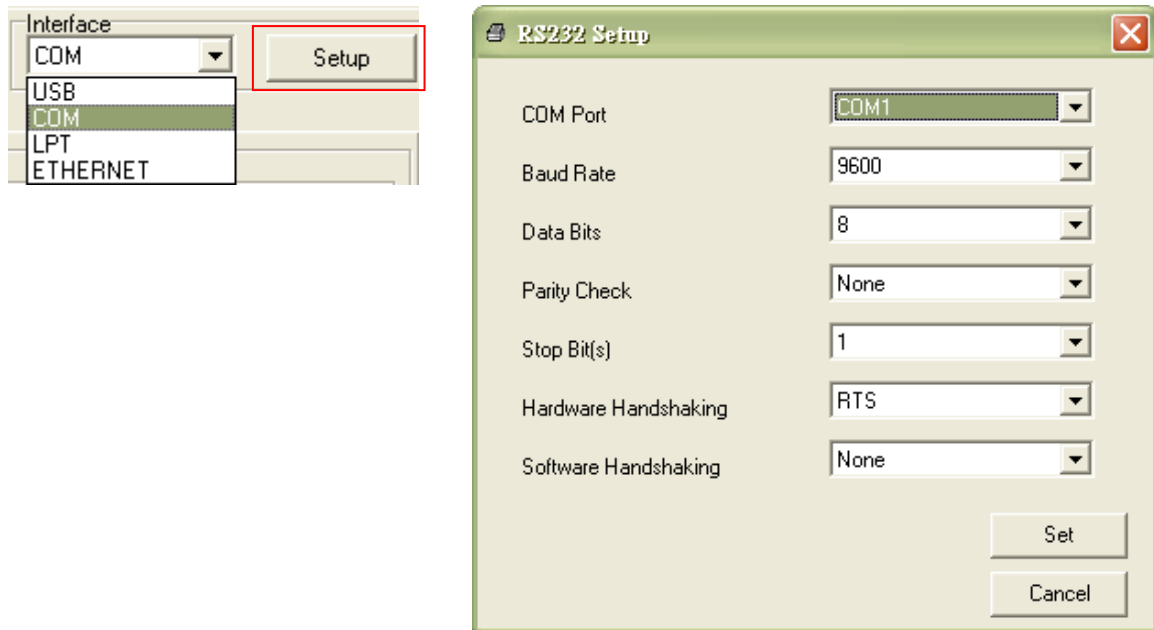 Interface
COM
Setup
USB
COM
LPT
ETHERNET
RS232 Setup
COM Port COM1
Baud Rate 9600
Data Bits 8
Parity Check None
Stop Bit(s) 1
Hardware Handshaking RTS
Software Handshaking None
Set
Cancel